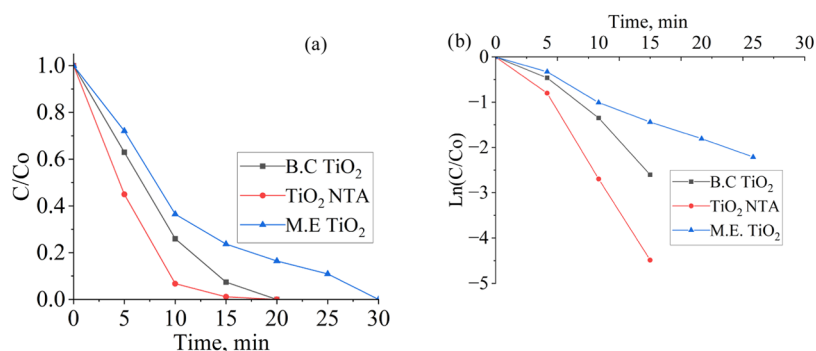 (a)
C/Co
1.0
0.8
0.6
0.4
0.2
0.0
0 5 10 15 20 25 30
Time, min
B.C TiO₂
TiO₂ NTA
M.E TiO₂
(b)
Time, min
0 5 10 15 20 25 30
Ln(C/Co)
0
−1
−2
−3
−4
−5
B.C TiO₂
TiO₂ NTA
M.E. TiO₂